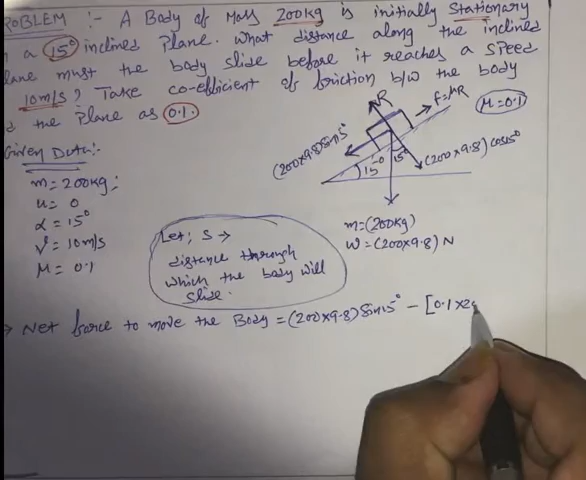 PROBLEM :- A Body of Mass 200kg is initially stationary
a 15° inclined Plane. What distance along the inclined
must the body slide before it reaches a speed
10m/s? Take co-efficient of friction b/w the body
the Plane as 0.1.
Given Data:-
m = 200kg;
u = 0
α = 15°
V = 10m/s
μ = 0.1
R
F=μR
μ=0.1
(200×9.8)Sin15°
15°
15°
(200×9.8)cos15°
m=(200kg)
W=(200×9.8) N
Let; S →
distance through
which the body will
slide.
→ Net force to move the Body = (200×9.8) Sin15° - [0.1×2